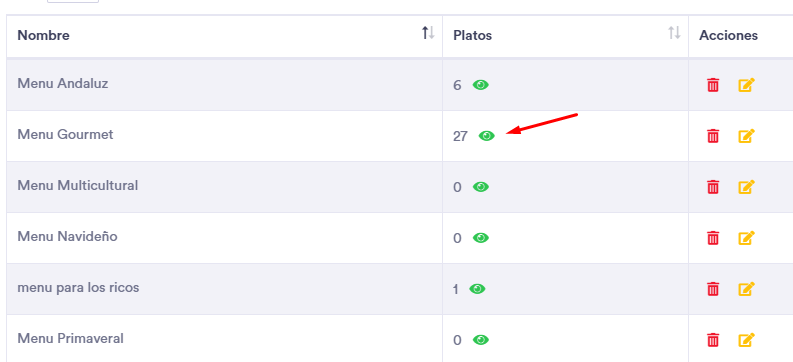 Nombre Platos Acciones
Menu Andaluz 6
Menu Gourmet 27
Menu Multicultural 0
Menu Navideño 0
menu para los ricos 1
Menu Primaveral 0